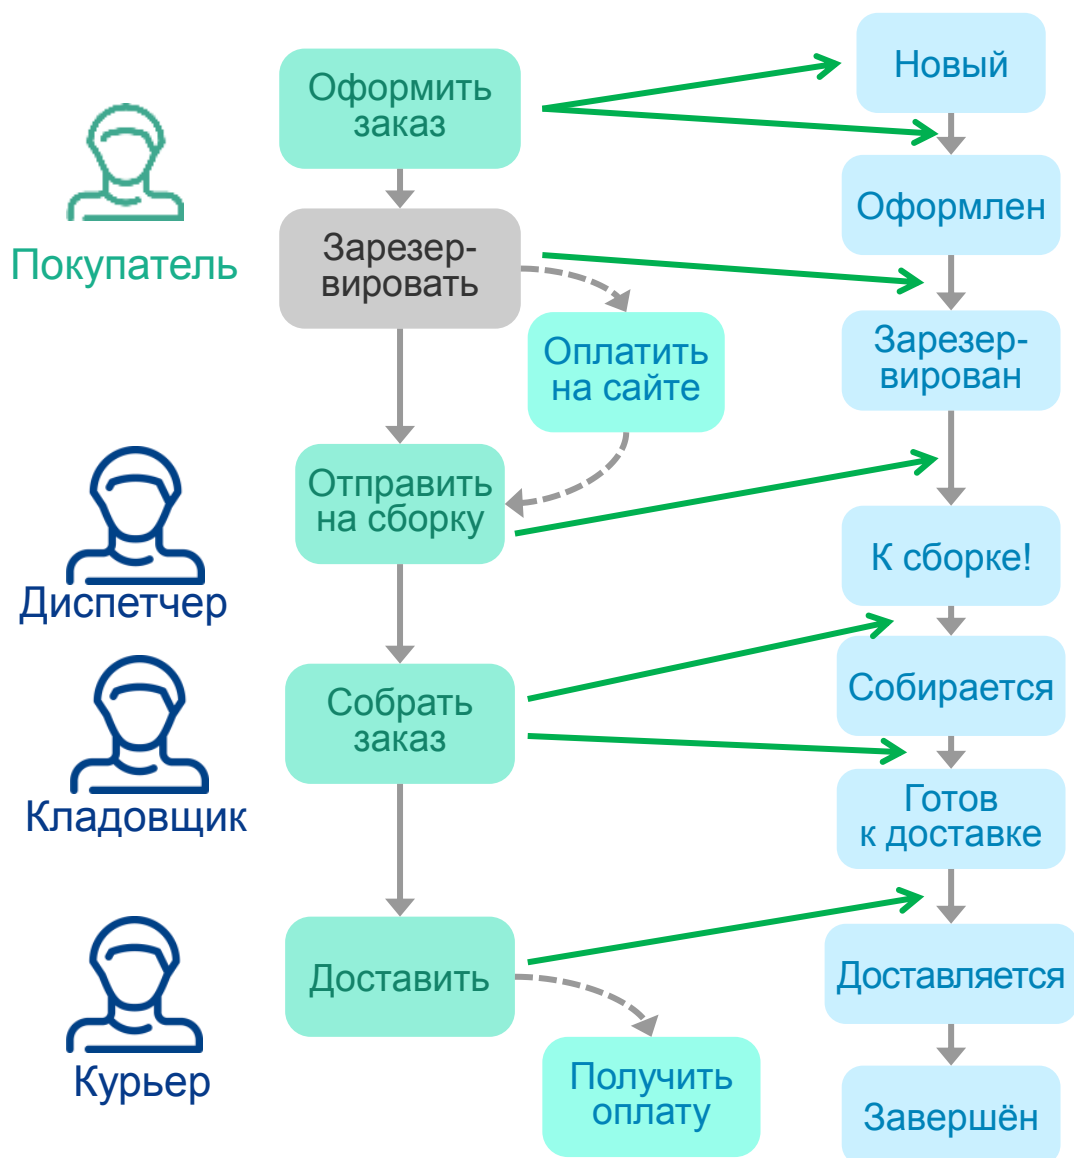 Новый
Оформить
заказ
Оформлен
Покупатель
Зарезер-
вировать
Оплатить
на сайте
Зарезер-
вирован
Отправить
на сборку
К сборке!
Диспетчер
Собрать
заказ
Собирается
Кладовщик
Готов
к доставке
Доставить
Доставляется
Курьер
Получить
оплату
Завершён